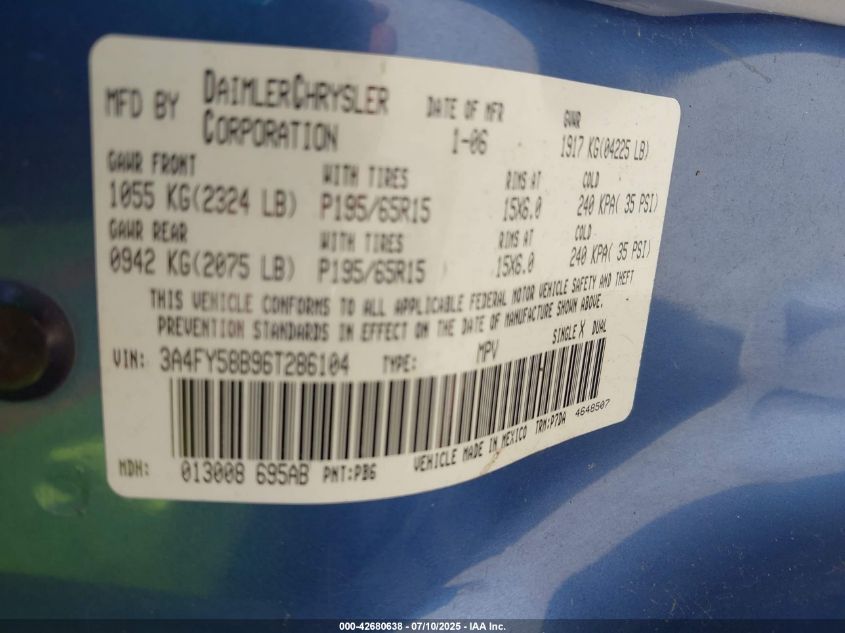 MFD BY DAIMLERCHRYSLER CORPORATION
DATE OF MFR 1-06
GVWR 1917 KG(04225 LB)
GAWR FRONT WITH TIRES RIMS AT COLD
1055 KG(2324 LB) P195/65R15 15X6.0 240 KPA( 35 PSI)
GAWR REAR WITH TIRES RIMS AT COLD
0942 KG(2075 LB) P195/65R15 15X6.0 240 KPA( 35 PSI)
THIS VEHICLE CONFORMS TO ALL APPLICABLE FEDERAL MOTOR VEHICLE SAFETY AND THEFT
PREVENTION STANDARDS IN EFFECT ON THE DATE OF MANUFACTURE SHOWN ABOVE.
VIN: 3A4FY58B96T286104 TYPE: MPV SINGLE X DUAL
MDH: 013008 695AB PNT:PB6 VEHICLE MADE IN MEXICO TRM:P7DA 4648507
000-42680638 - 07/10/2025 - IAA Inc.